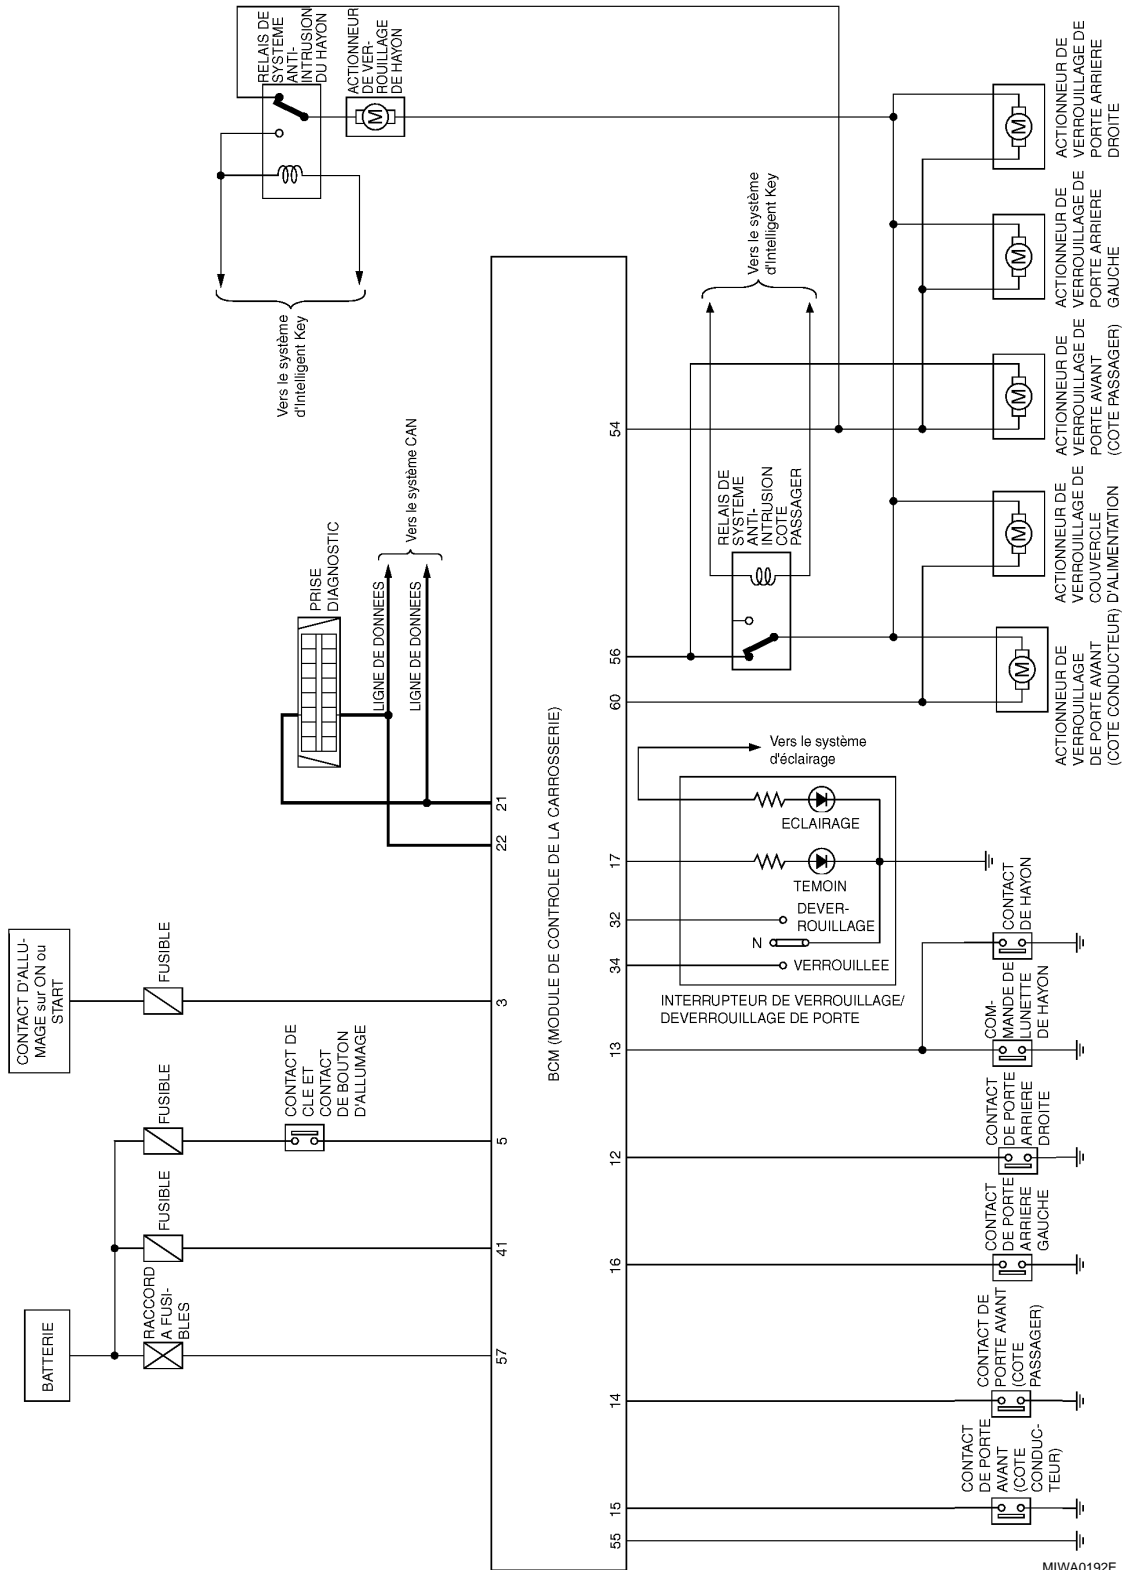 RELAIS DE
SYSTEME
ANTI-
INTRUSION
DU HAYON
ACTIONNEUR
DE VER-
ROUILLAGE
DE HAYON
Vers le système
d'Intelligent Key
ACTIONNEUR DE
VERROUILLAGE DE
PORTE ARRIERE
DROITE
M
M
ACTIONNEUR DE
VERROUILLAGE DE
PORTE ARRIERE
GAUCHE
M
ACTIONNEUR DE
VERROUILLAGE DE
PORTE AVANT
(COTE PASSAGER)
M
ACTIONNEUR DE
VERROUILLAGE DE
COUVERCLE
D'ALIMENTATION
M
ACTIONNEUR DE
VERROUILLAGE
DE PORTE AVANT
(COTE CONDUCTEUR)
M
Vers le système
d'Intelligent Key
RELAIS DE
SYSTEME
ANTI-
INTRUSION
COTE
PASSAGER
54
56
60
Vers le système CAN
LIGNE DE DONNEES
LIGNE DE DONNEES
PRISE
DIAGNOSTIC
21
22
BCM (MODULE DE CONTROLE DE LA CARROSSERIE)
Vers le système
d'éclairage
ECLAIRAGE
TEMOIN
DEVER-
ROUILLAGE
N
VERROUILLEE
INTERRUPTEUR DE VERROUILLAGE/
DEVERROUILLAGE DE PORTE
17
32
34
CONTACT D'ALLU-
MAGE sur ON ou
START
FUSIBLE
3
FUSIBLE
CONTACT DE
CLE ET
CONTACT
DE BOUTON
D'ALLUMAGE
5
FUSIBLE
41
BATTERIE
RACCORD
A FUSI-
BLES
57
13
CONTACT
DE HAYON
COM-
MANDE DE
LUNETTE
DE HAYON
12
CONTACT
DE PORTE
ARRIERE
DROITE
16
CONTACT
DE PORTE
ARRIERE
GAUCHE
14
CONTACT DE
PORTE AVANT
(COTE
PASSAGER)
15
CONTACT
DE PORTE
AVANT
(COTE
CONDUC-
TEUR)
55
MIWA0192E